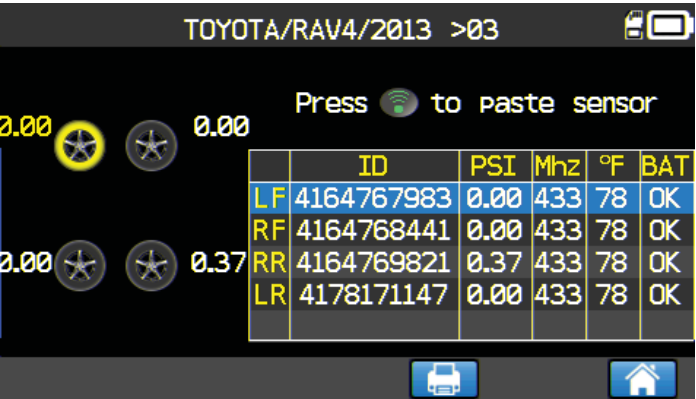 TOYOTA/RAV4/2013 >03
Press to paste sensor
0.00 0.00
0.00 0.37
ID PSI Mhz °F BAT
LF 4164767983 0.00 433 78 OK
RF 4164768441 0.00 433 78 OK
RR 4164769821 0.37 433 78 OK
LR 4178171147 0.00 433 78 OK